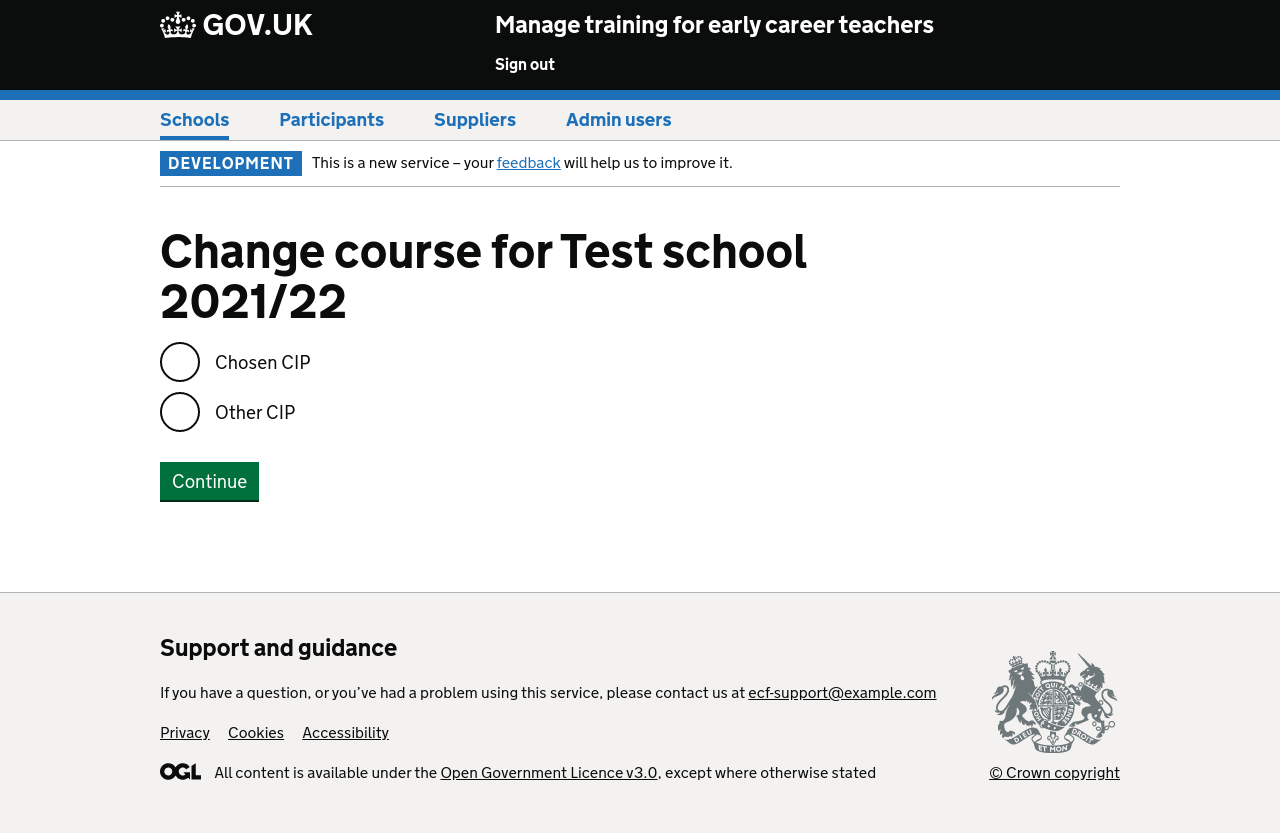 GOV.UK
Manage training for early career teachers
Sign out
Schools
Participants
Suppliers
Admin users
DEVELOPMENT
This is a new service – your feedback will help us to improve it.
Change course for Test school
2021/22
Chosen CIP
Other CIP
Continue
Support and guidance
If you have a question, or you’ve had a problem using this service, please contact us at ecf-support@example.com
Privacy
Cookies
Accessibility
OGL
All content is available under the Open Government Licence v3.0, except where otherwise stated
DIEU ET MON DROIT
© Crown copyright